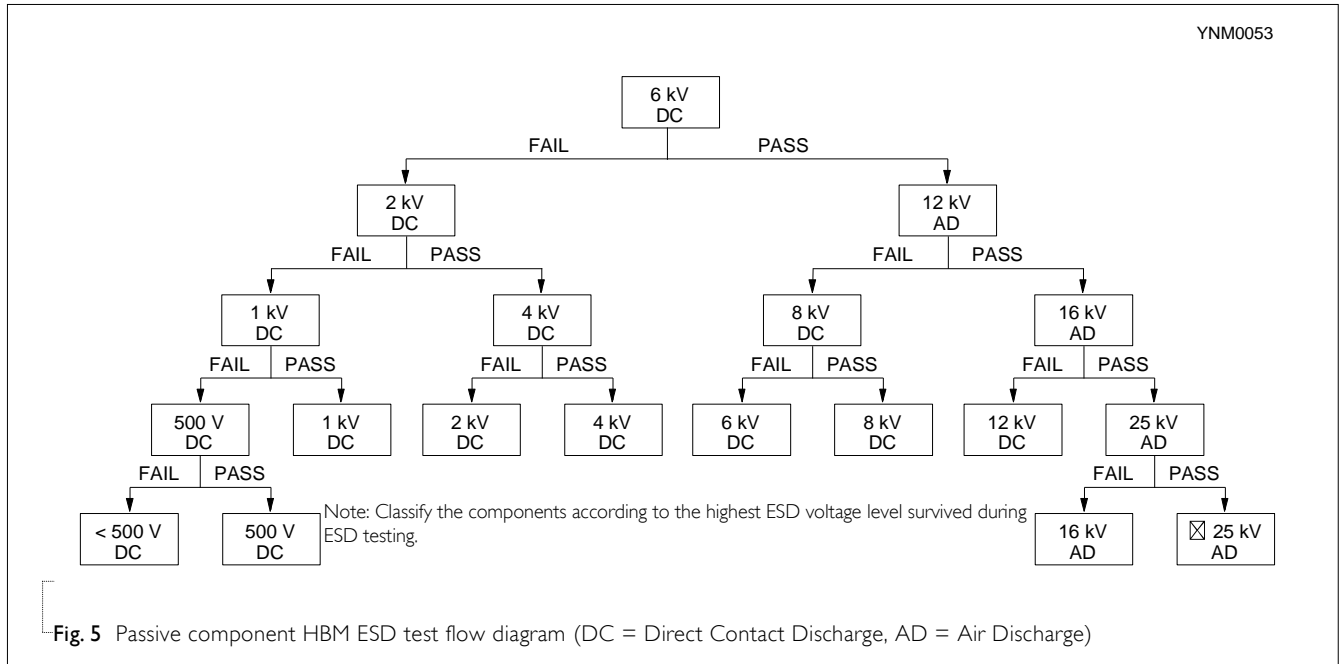 YNM0053
6 kV
DC
FAIL PASS
2 kV
DC
12 kV
AD
FAIL PASS
FAIL PASS
1 kV
DC
4 kV
DC
8 kV
DC
16 kV
AD
FAIL PASS
FAIL PASS
FAIL PASS
FAIL PASS
500 V
DC
1 kV
DC
2 kV
DC
4 kV
DC
6 kV
DC
8 kV
DC
12 kV
DC
25 kV
AD
FAIL PASS
FAIL PASS
< 500 V
DC
500 V
DC
Note: Classify the components according to the highest ESD voltage level survived during
ESD testing.
16 kV
AD
☒ 25 kV
AD
Fig. 5 Passive component HBM ESD test flow diagram (DC = Direct Contact Discharge, AD = Air Discharge)